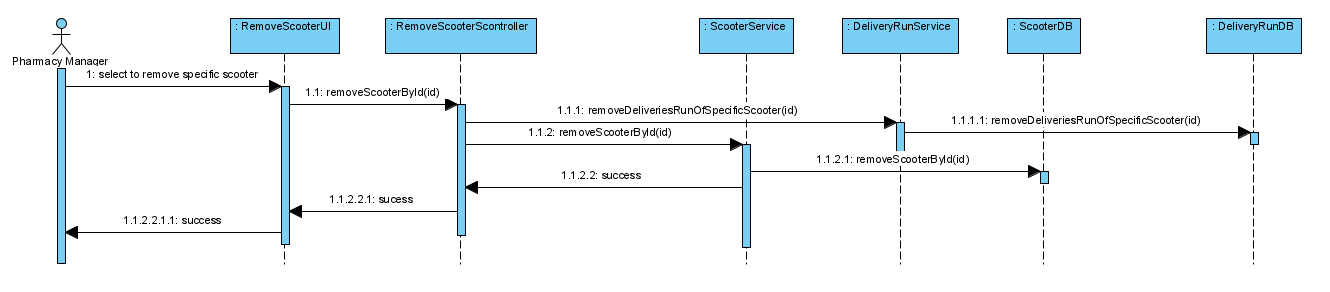 : RemoveScooterUI
: RemoveScooterScontroller
: ScooterService
: DeliveryRunService
: ScooterDB
: DeliveryRunDB
Pharmacy Manager
1: select to remove specific scooter
1.1: removeScooterById(id)
1.1.1: removeDeliveriesRunOfSpecificScooter(id)
1.1.1.1: removeDeliveriesRunOfSpecificScooter(id)
1.1.2: removeScooterById(id)
1.1.2.1: removeScooterById(id)
1.1.2.2: success
1.1.2.2.1: sucess
1.1.2.2.1.1: success